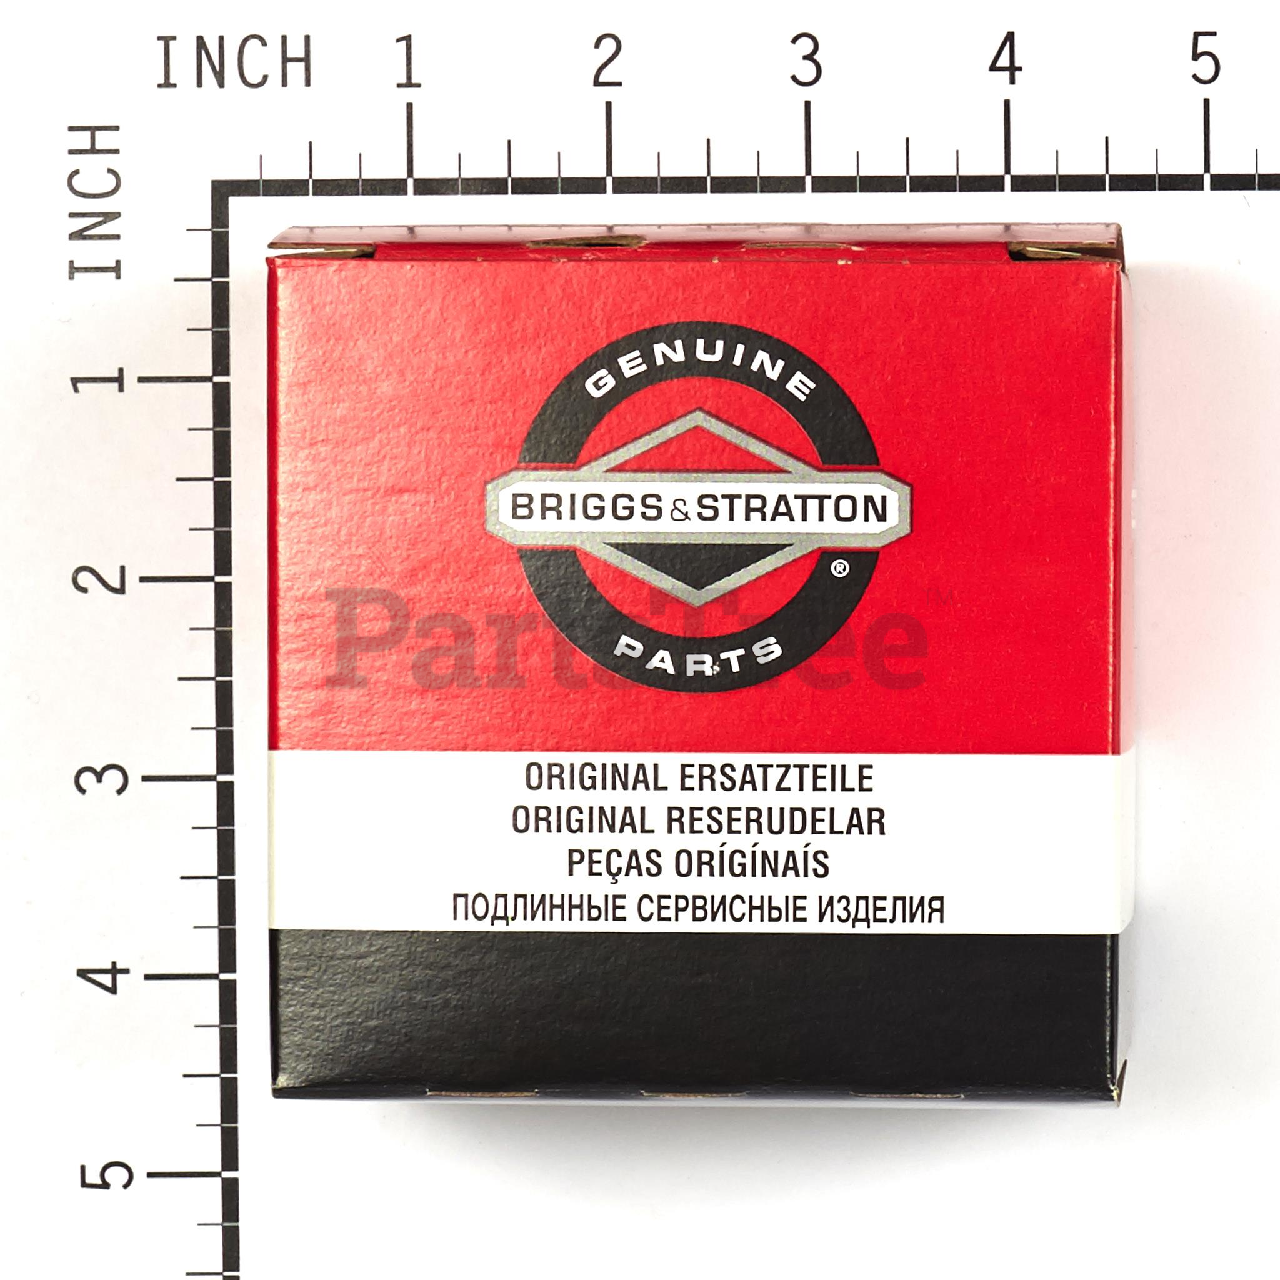 INCH 1 2 3 4 5
INCH
1
2
3
4
5
GENUINE
BRIGGS & STRATTON
®
PARTS
PartsTree™
ORIGINAL ERSATZTEILE
ORIGINAL RESERUDELAR
PEÇAS ORÍGÍNAÍS
ПОДЛИННЫЕ СЕРВИСНЫЕ ИЗДЕЛИЯ